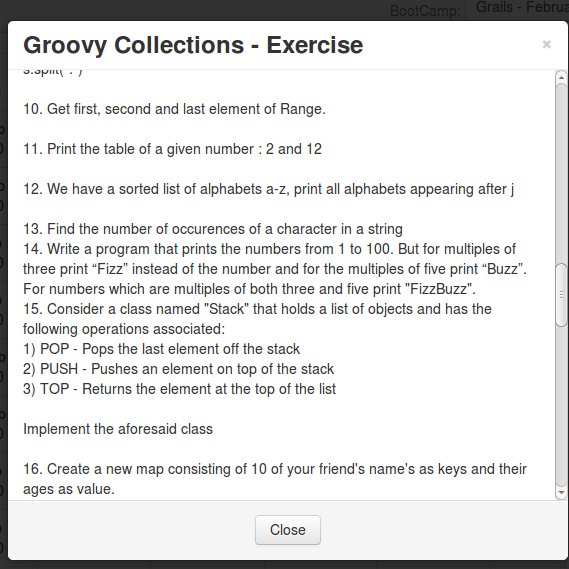 BootCamp: Grails - Februa
Groovy Collections - Exercise
×
10. Get first, second and last element of Range.
11. Print the table of a given number : 2 and 12
12. We have a sorted list of alphabets a-z, print all alphabets appearing after j
13. Find the number of occurences of a character in a string
14. Write a program that prints the numbers from 1 to 100. But for multiples of
three print “Fizz” instead of the number and for the multiples of five print “Buzz”.
For numbers which are multiples of both three and five print "FizzBuzz".
15. Consider a class named "Stack" that holds a list of objects and has the
following operations associated:
1) POP - Pops the last element off the stack
2) PUSH - Pushes an element on top of the stack
3) TOP - Returns the element at the top of the list
Implement the aforesaid class
16. Create a new map consisting of 10 of your friend's name's as keys and their
ages as value.
Close